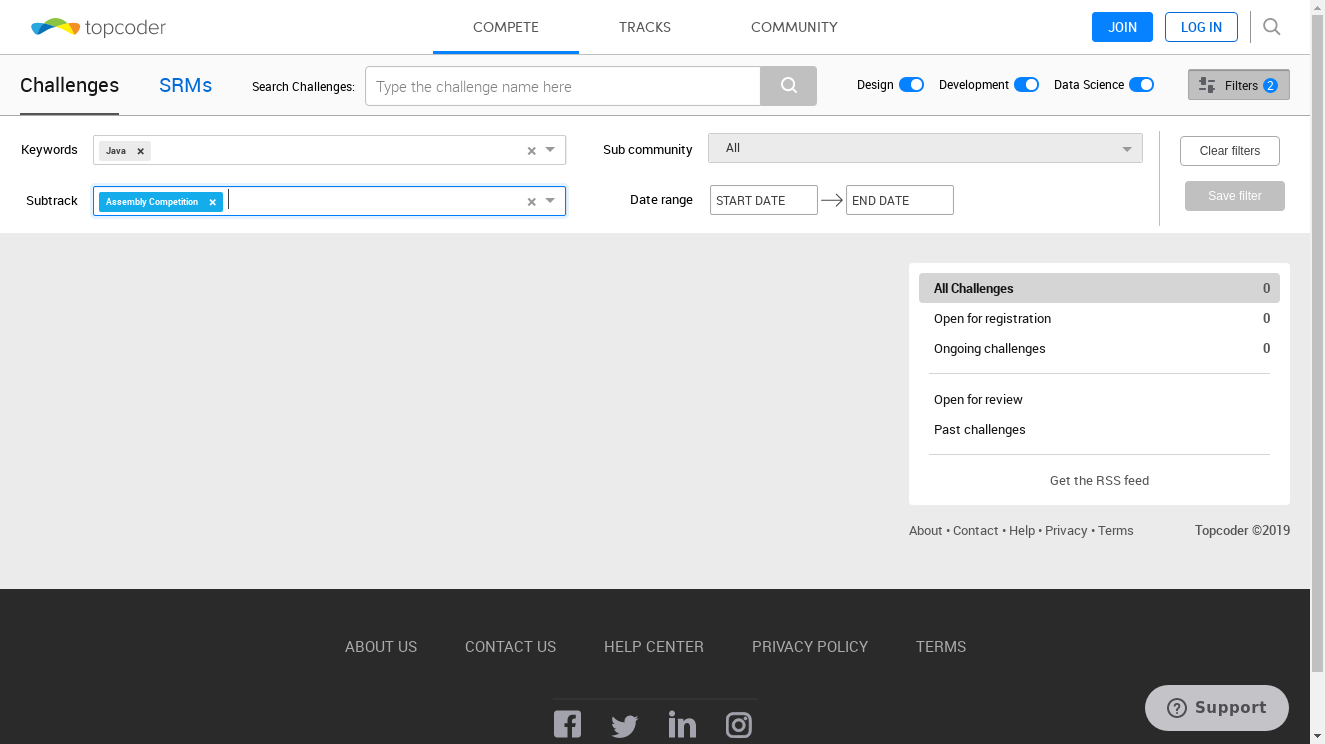 topcoder
COMPETE
TRACKS
COMMUNITY
JOIN
LOG IN
Challenges
SRMs
Search Challenges:
Type the challenge name here
Design
Development
Data Science
Filters 2
Keywords
Java ×
Sub community
All
Clear filters
Subtrack
Assembly Competition ×
Date range
START DATE
END DATE
Save filter
All Challenges 0
Open for registration 0
Ongoing challenges 0
Open for review
Past challenges
Get the RSS feed
About • Contact • Help • Privacy • Terms
Topcoder ©2019
ABOUT US
CONTACT US
HELP CENTER
PRIVACY POLICY
TERMS
Support